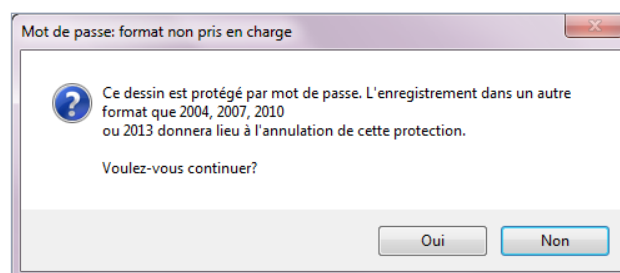 Mot de passe: format non pris en charge
Ce dessin est protégé par mot de passe. L'enregistrement dans un autre
format que 2004, 2007, 2010
ou 2013 donnera lieu à l'annulation de cette protection.
Voulez-vous continuer?
Oui
Non